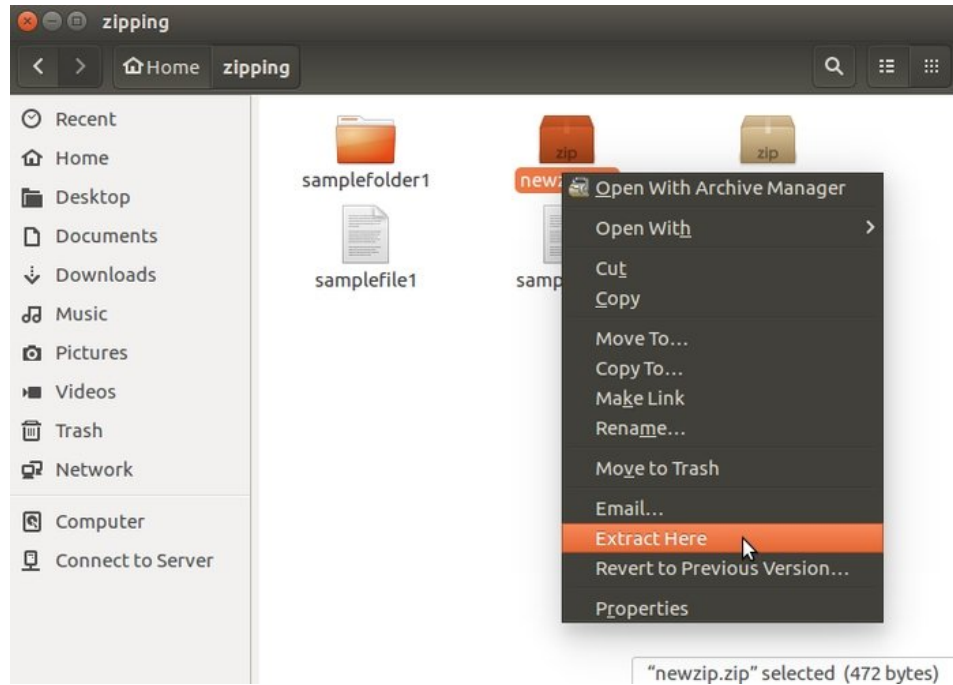 zipping
Home zipping
Recent
Home
Desktop
Documents
Downloads
Music
Pictures
Videos
Trash
Network
Computer
Connect to Server
zip
zip
samplefolder1
newz
samplefile1
samp
Open With Archive Manager
Open With
Cut
Copy
Move To…
Copy To…
Make Link
Rename…
Move to Trash
Email…
Extract Here
Revert to Previous Version…
Properties
“newzip.zip” selected (472 bytes)